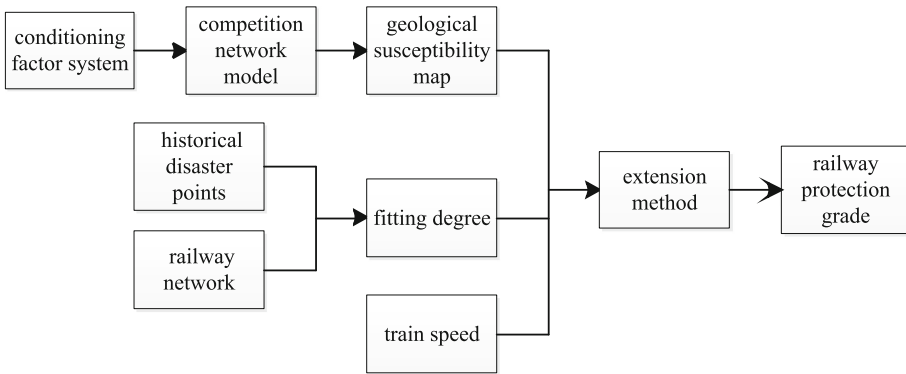 conditioning
factor system
competition
network
model
geological
susceptibility
map
historical
disaster
points
railway
network
fitting degree
train speed
extension
method
railway
protection
grade